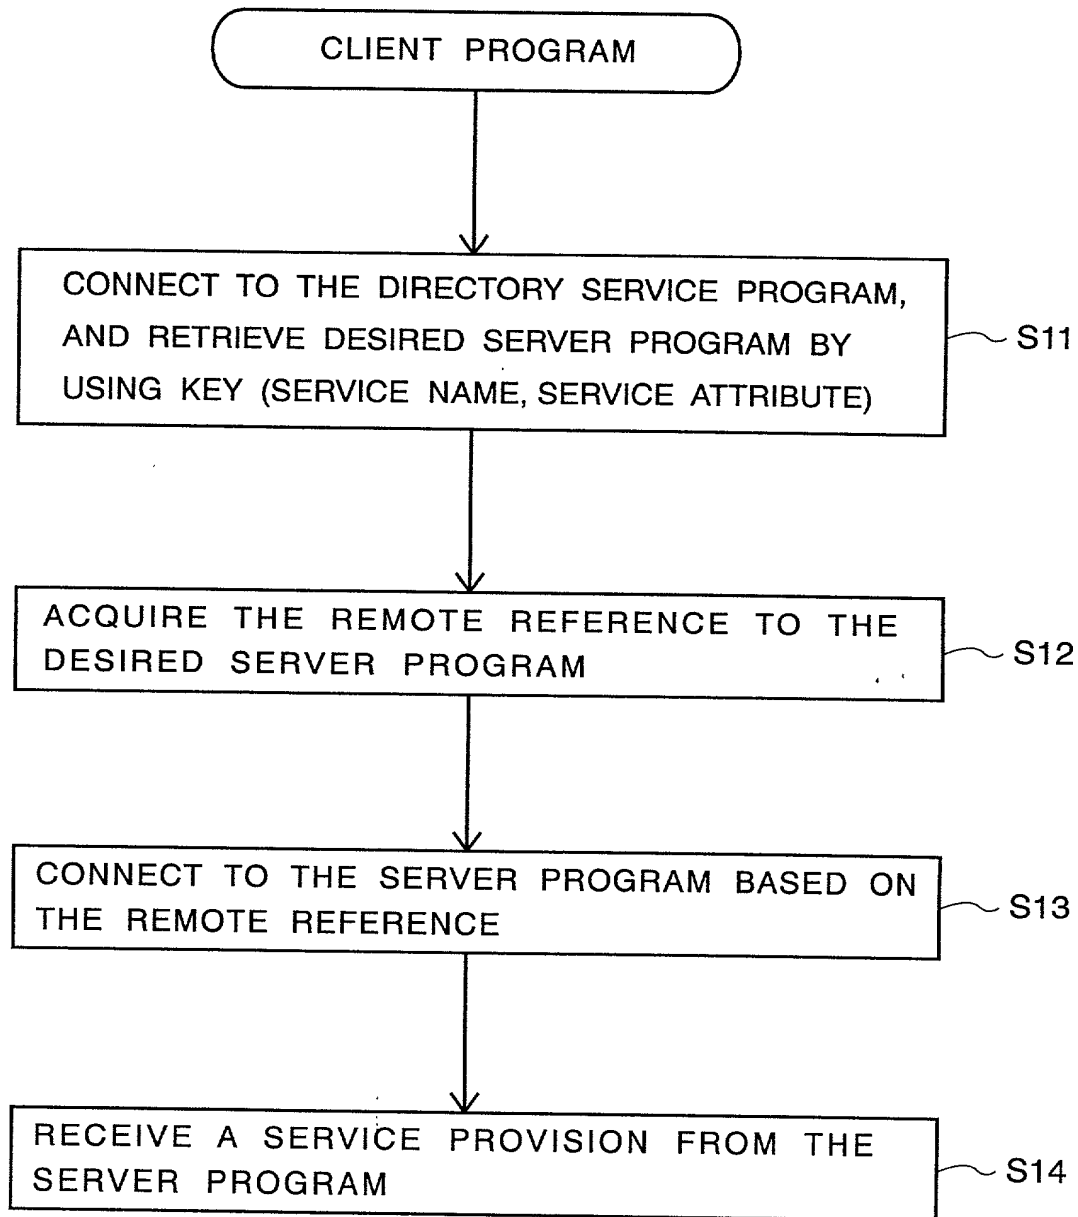 CLIENT PROGRAM
CONNECT TO THE DIRECTORY SERVICE PROGRAM,
AND RETRIEVE DESIRED SERVER PROGRAM BY
USING KEY (SERVICE NAME, SERVICE ATTRIBUTE)
S11
ACQUIRE THE REMOTE REFERENCE TO THE
DESIRED SERVER PROGRAM
S12
CONNECT TO THE SERVER PROGRAM BASED ON
THE REMOTE REFERENCE
S13
RECEIVE A SERVICE PROVISION FROM THE
SERVER PROGRAM
S14